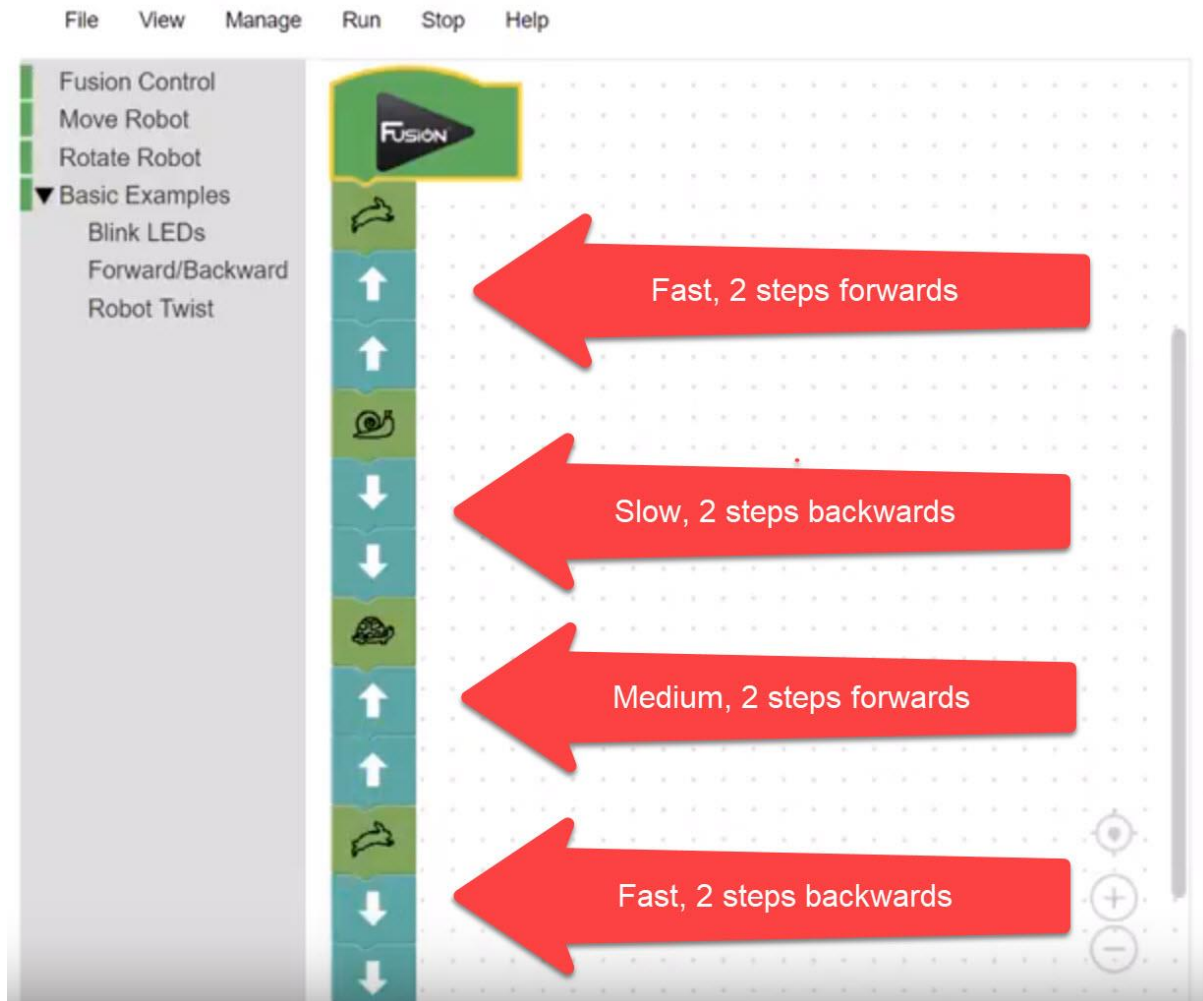 File View Manage Run Stop Help
Fusion Control
Move Robot
Rotate Robot
Basic Examples
Blink LEDs
Forward/Backward
Robot Twist
FUSION
Fast, 2 steps forwards
Slow, 2 steps backwards
Medium, 2 steps forwards
Fast, 2 steps backwards